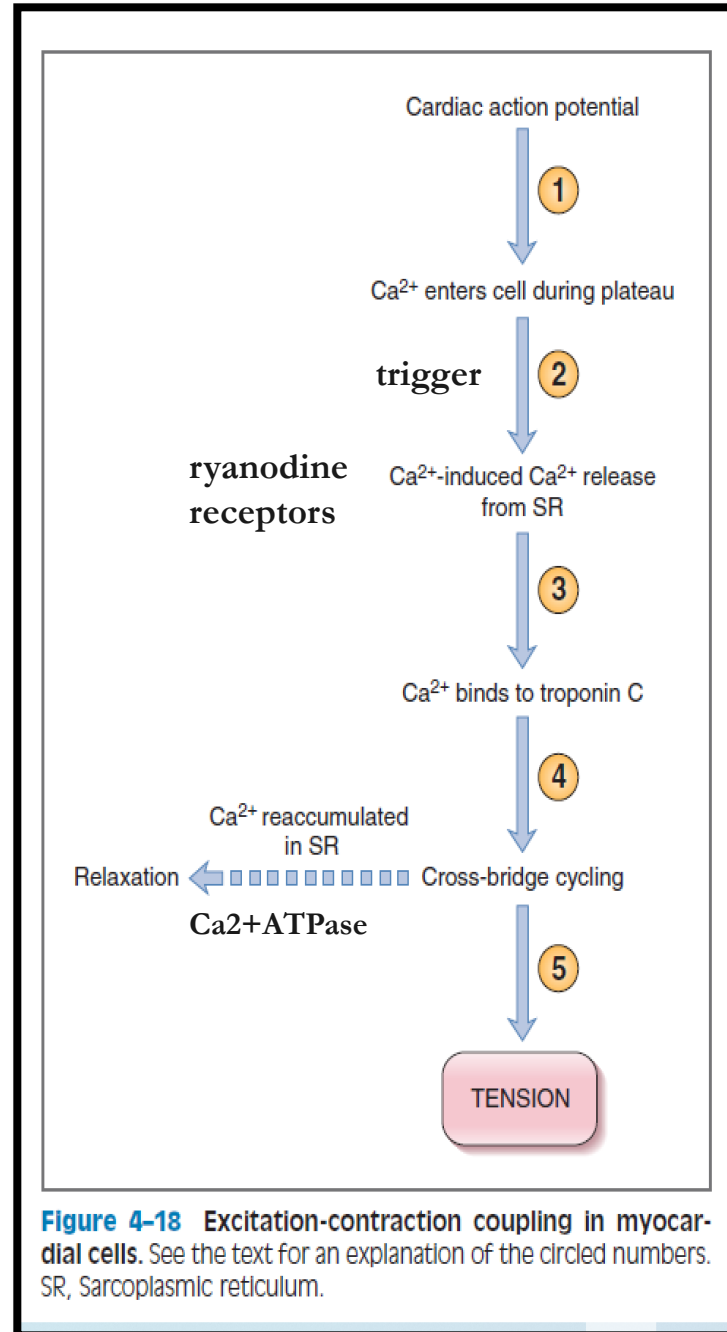 Cardiac action potential
1
Ca²⁺ enters cell during plateau
trigger
2
ryanodine
receptors
Ca²⁺-induced Ca²⁺ release
from SR
3
Ca²⁺ binds to troponin C
4
Ca²⁺ reaccumulated
in SR
Relaxation
Cross-bridge cycling
Ca2+ATPase
5
TENSION
Figure 4–18 Excitation-contraction coupling in myocar-
dial cells. See the text for an explanation of the circled numbers.
SR, Sarcoplasmic reticulum.